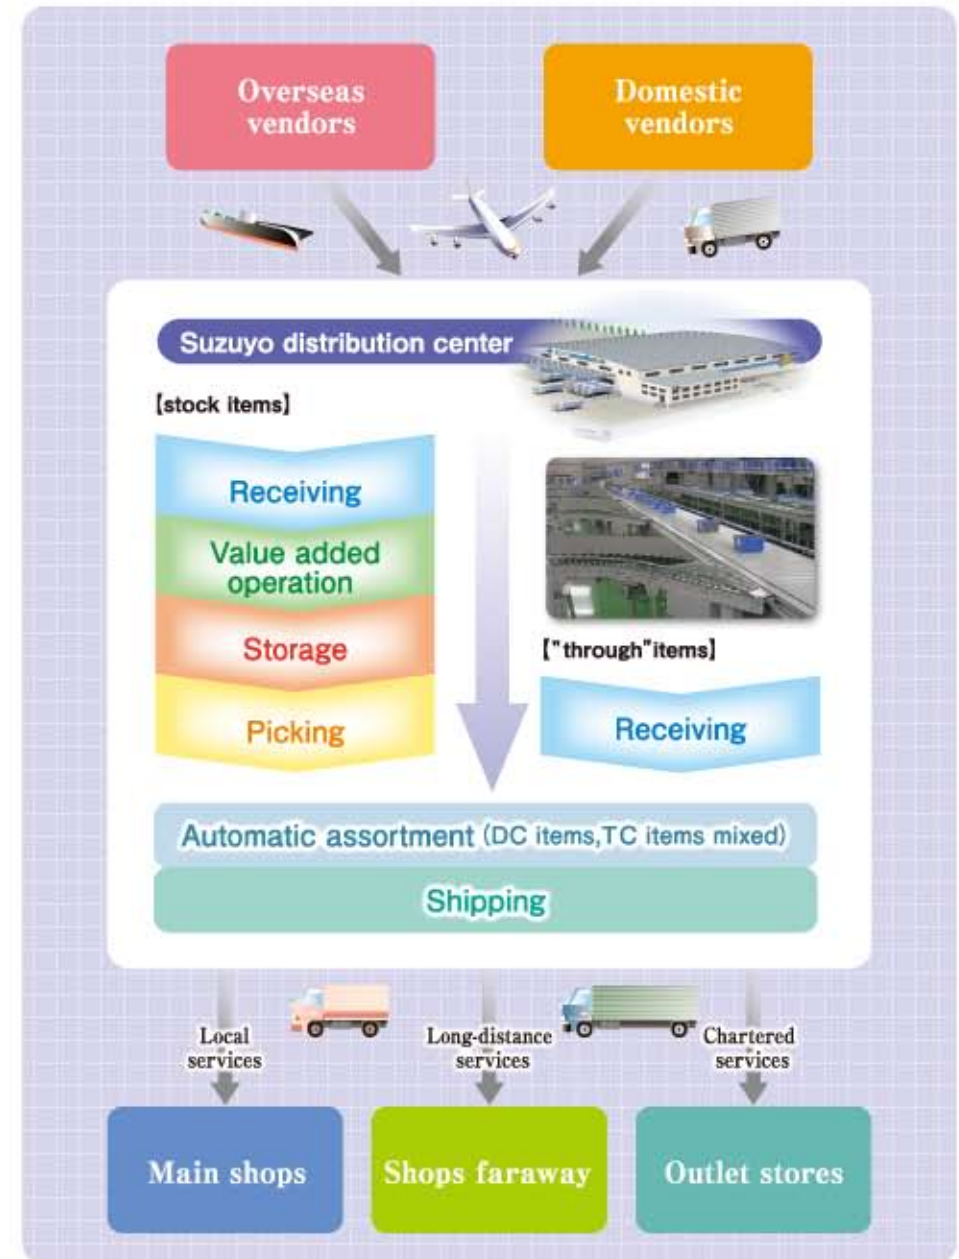 Overseas
vendors
Domestic
vendors
Suzuyo distribution center
【stock items】
Receiving
Value added
operation
Storage
Picking
【"through"items】
Receiving
Automatic assortment (DC items,TC items mixed)
Shipping
Local
services
Long-distance
services
Chartered
services
Main shops
Shops faraway
Outlet stores